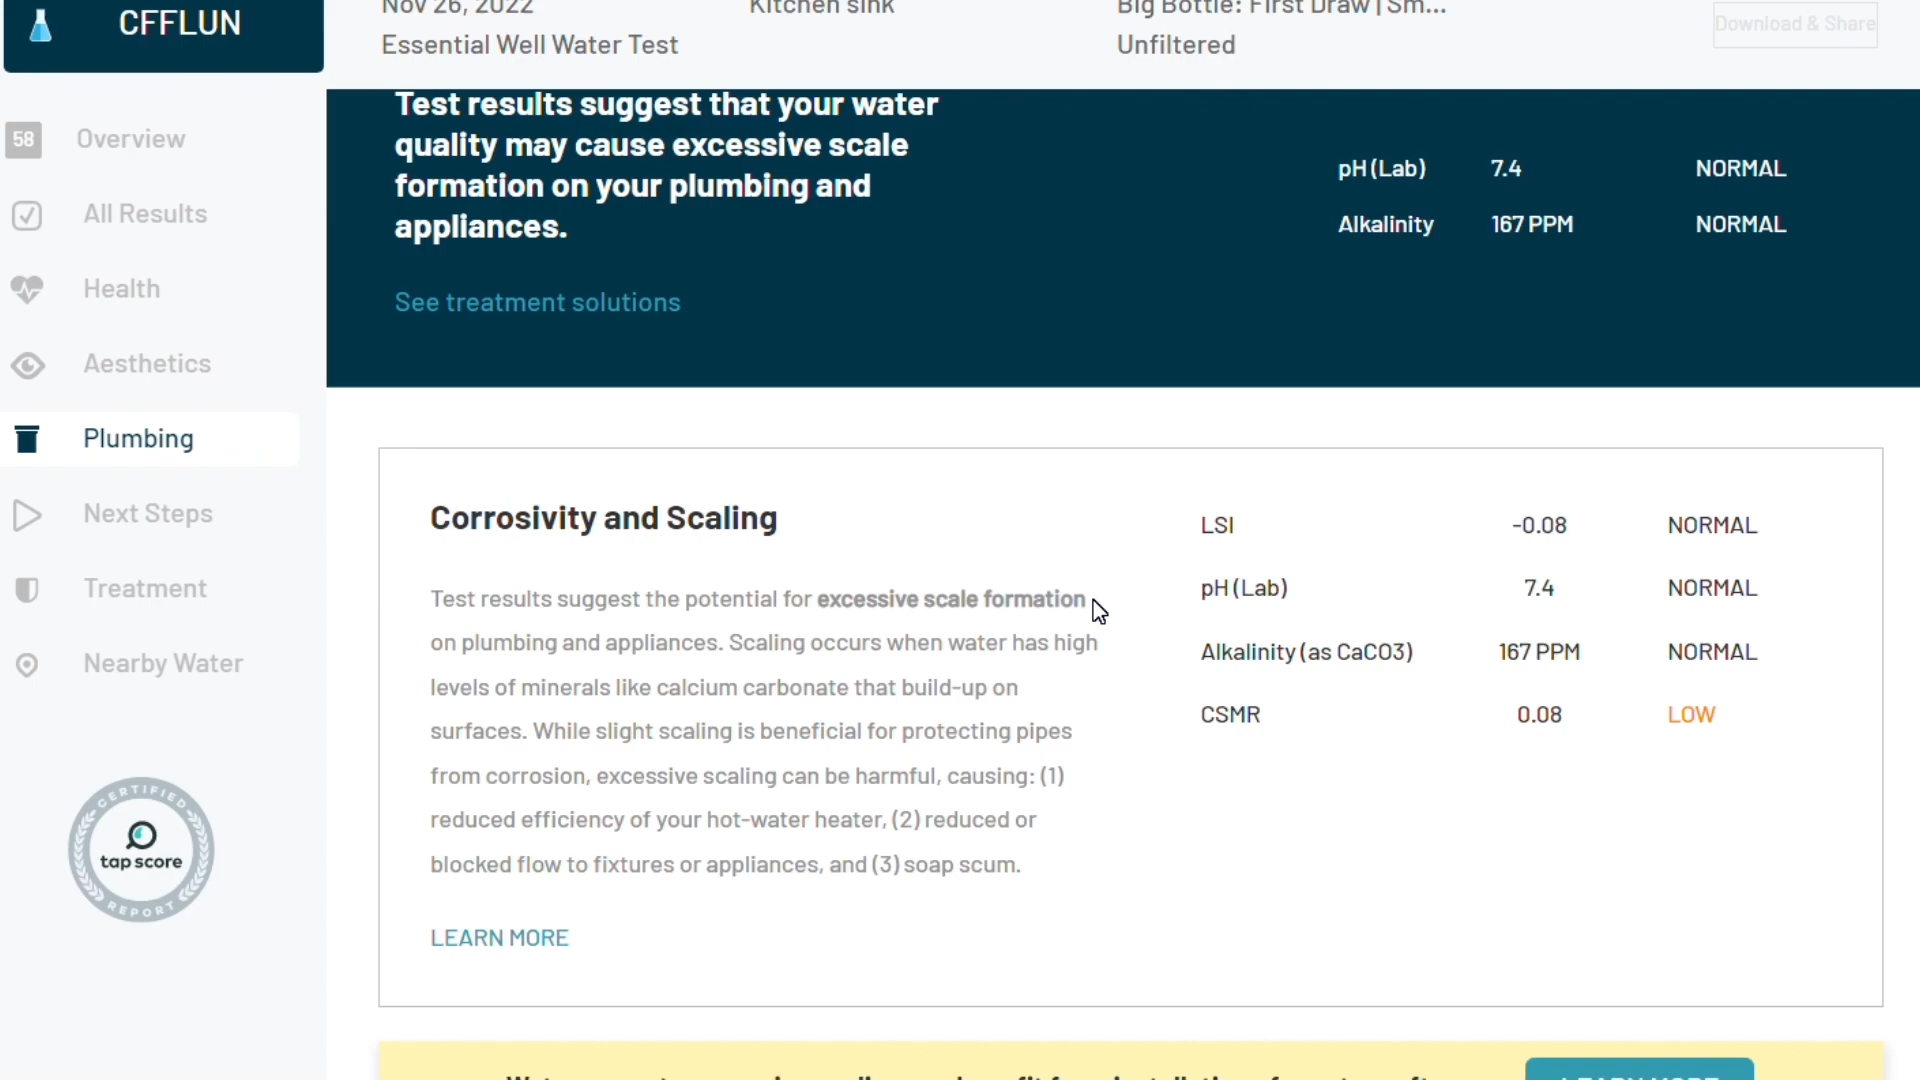 CFFLUN
Nov 26, 2022
Kitchen sink
Big Bottle: First Draw | Sm...
Essential Well Water Test
Unfiltered
Download & Share
58 Overview
All Results
Health
Aesthetics
Plumbing
Next Steps
Treatment
Nearby Water
CERTIFIED
tap score
REPORT
Test results suggest that your water
quality may cause excessive scale
formation on your plumbing and
appliances.
See treatment solutions
pH (Lab) 7.4 NORMAL
Alkalinity 167 PPM NORMAL
Corrosivity and Scaling
Test results suggest the potential for excessive scale formation
on plumbing and appliances. Scaling occurs when water has high
levels of minerals like calcium carbonate that build-up on
surfaces. While slight scaling is beneficial for protecting pipes
from corrosion, excessive scaling can be harmful, causing: (1)
reduced efficiency of your hot-water heater, (2) reduced or
blocked flow to fixtures or appliances, and (3) soap scum.
LEARN MORE
LSI -0.08 NORMAL
pH (Lab) 7.4 NORMAL
Alkalinity (as CaCO3) 167 PPM NORMAL
CSMR 0.08 LOW
LEARN MORE